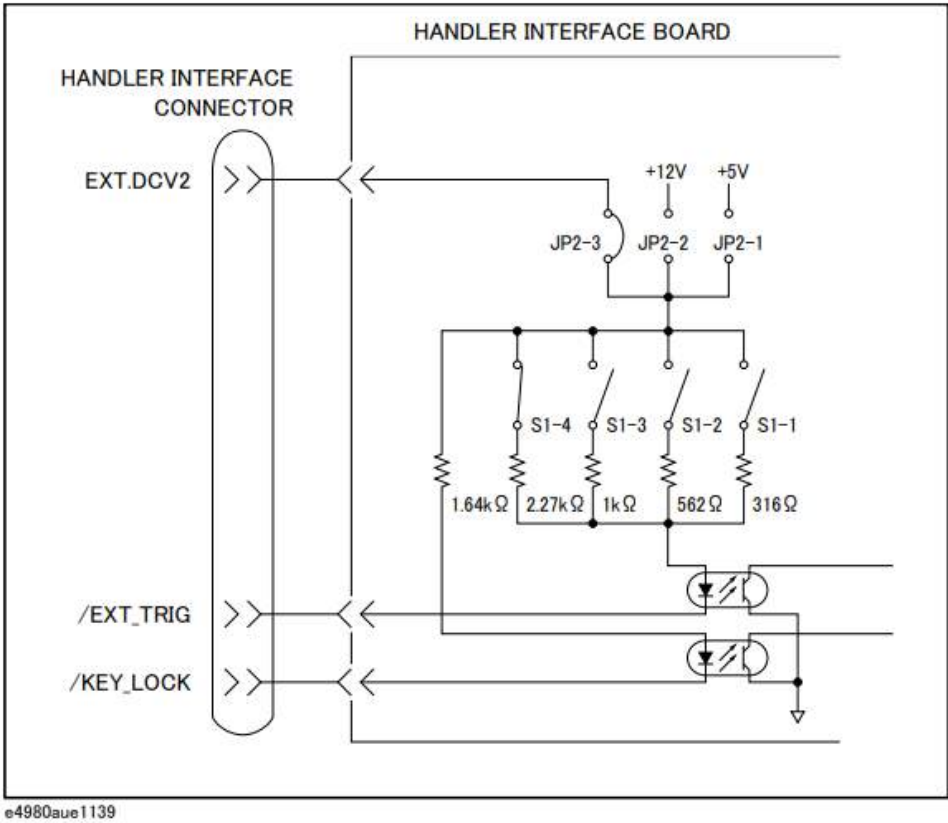 HANDLER INTERFACE BOARD
HANDLER INTERFACE
CONNECTOR
EXT.DCV2
+12V
+5V
JP2-3
JP2-2
JP2-1
S1-4
S1-3
S1-2
S1-1
1.64kΩ
2.27kΩ
1kΩ
562Ω
316Ω
/EXT_TRIG
/KEY_LOCK
e4980aue1139